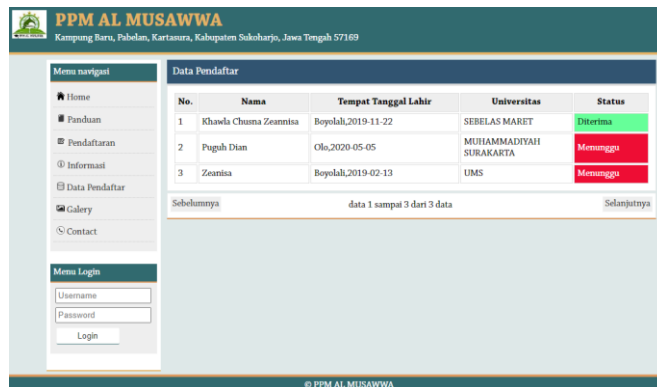 PPM AL MUSAWWA
Kampung Baru, Pabelan, Kartasura, Kabupaten Sukoharjo, Jawa Tengah 57169
Menu navigasi
Home
Panduan
Pendaftaran
Informasi
Data Pendaftar
Galery
Contact
Menu Login
Username
Password
Login
Data Pendaftar
No. Nama Tempat Tanggal Lahir Universitas Status
1 Khawla Chusna Zeannisa Boyolali,2019-11-22 SEBELAS MARET Diterima
2 Puguh Dian Olo,2020-05-05 MUHAMMADIYAH SURAKARTA Menunggu
3 Zeanisa Boyolali,2019-02-13 UMS Menunggu
Sebelumnya data 1 sampai 3 dari 3 data Selanjutnya
© PPM AL MUSAWWA